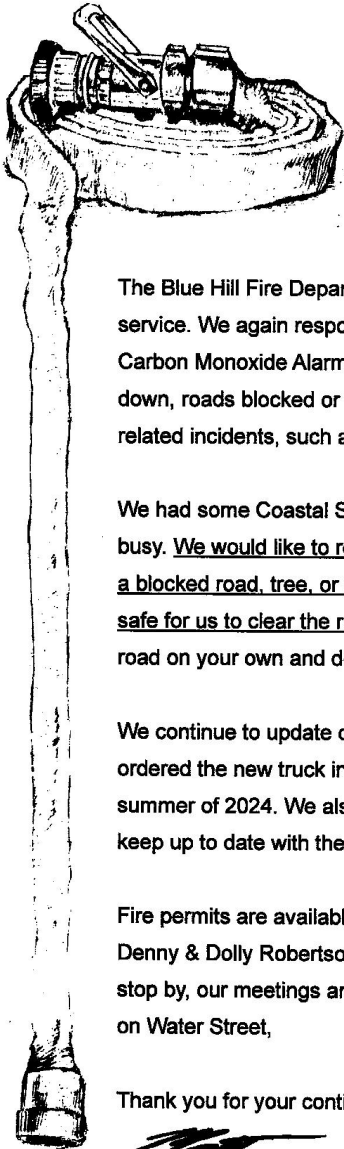 The Blue Hill Fire Depar
service. We again respo
Carbon Monoxide Alarm
down, roads blocked or
related incidents, such a
We had some Coastal S
busy. We would like to r
a blocked road, tree, or
safe for us to clear the r
road on your own and d
We continue to update o
ordered the new truck in
summer of 2024. We als
keep up to date with the
Fire permits are availabl
Denny & Dolly Robertso
stop by, our meetings ar
on Water Street,
Thank you for your conti